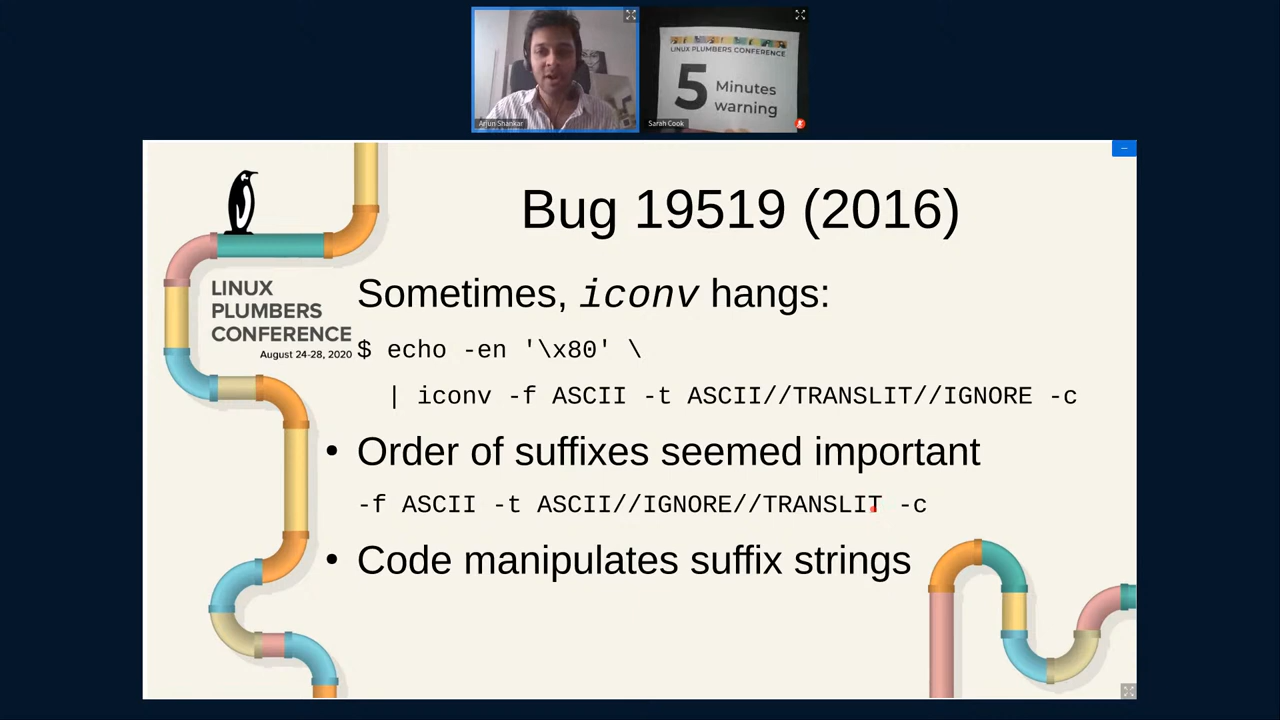 Arjun Shankar
LINUX PLUMBERS CONFERENCE
5 Minutes
warning
Sarah Cook
Bug 19519 (2016)
LINUX
PLUMBERS
CONFERENCE
August 24-28, 2020
Sometimes, iconv hangs:
$ echo -en '\x80' \
| iconv -f ASCII -t ASCII//TRANSLIT//IGNORE -c
• Order of suffixes seemed important
-f ASCII -t ASCII//IGNORE//TRANSLIT -c
• Code manipulates suffix strings